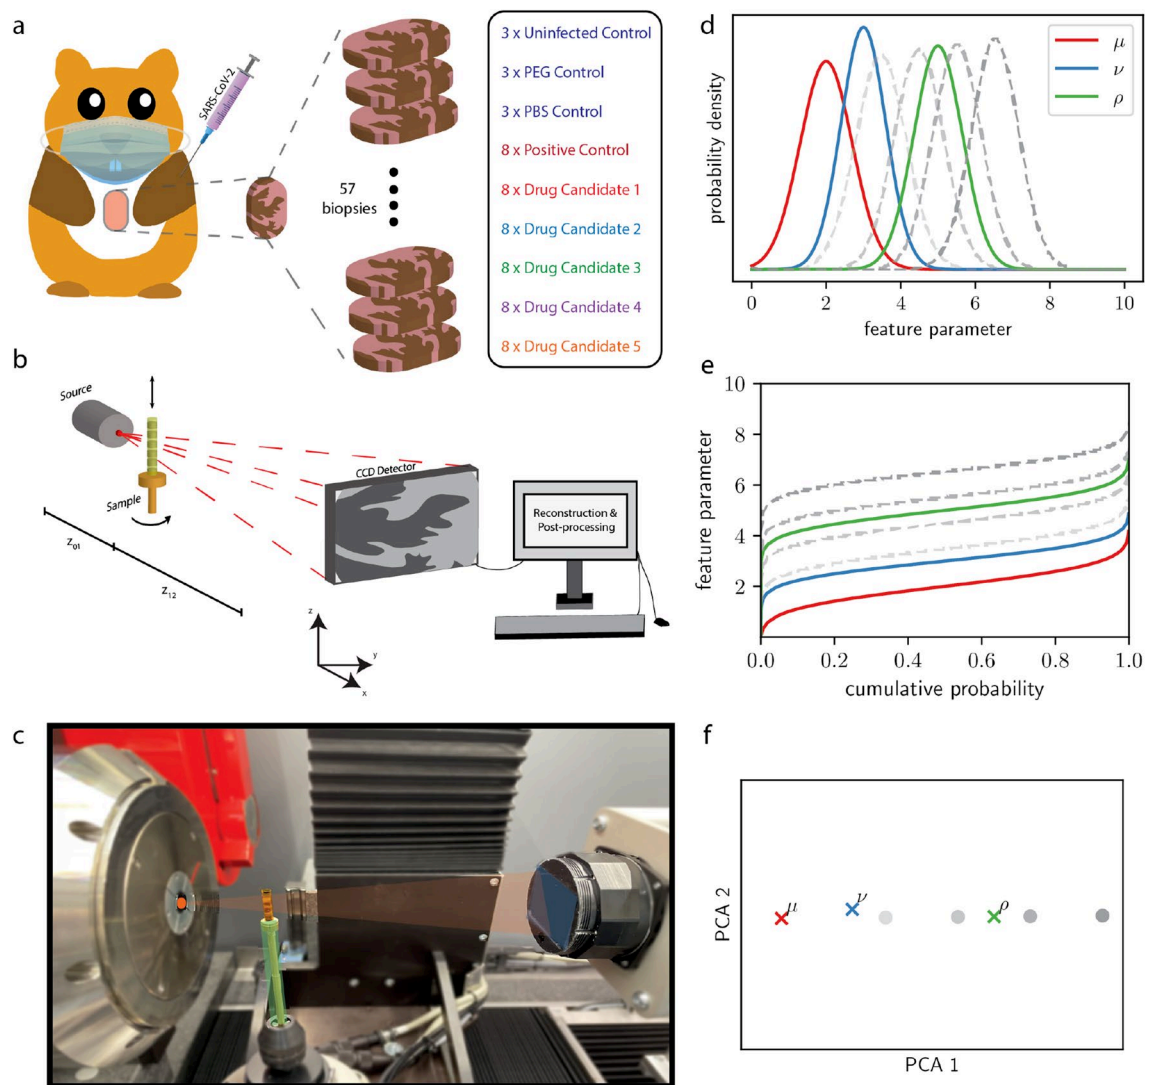 a
SARS-CoV-2
57
biopsies
3 x Uninfected Control
3 x PEG Control
3 x PBS Control
8 x Positive Control
8 x Drug Candidate 1
8 x Drug Candidate 2
8 x Drug Candidate 3
8 x Drug Candidate 4
8 x Drug Candidate 5
b
Source
Sample
CCD Detector
Reconstruction &
Post-processing
z01
z12
z
y
x
c
d
probability density
μ
ν
ρ
0 2 4 6 8 10
feature parameter
e
feature parameter
10
8
6
4
2
0.0 0.2 0.4 0.6 0.8 1.0
cumulative probability
f
PCA 2
μ
ν
ρ
PCA 1